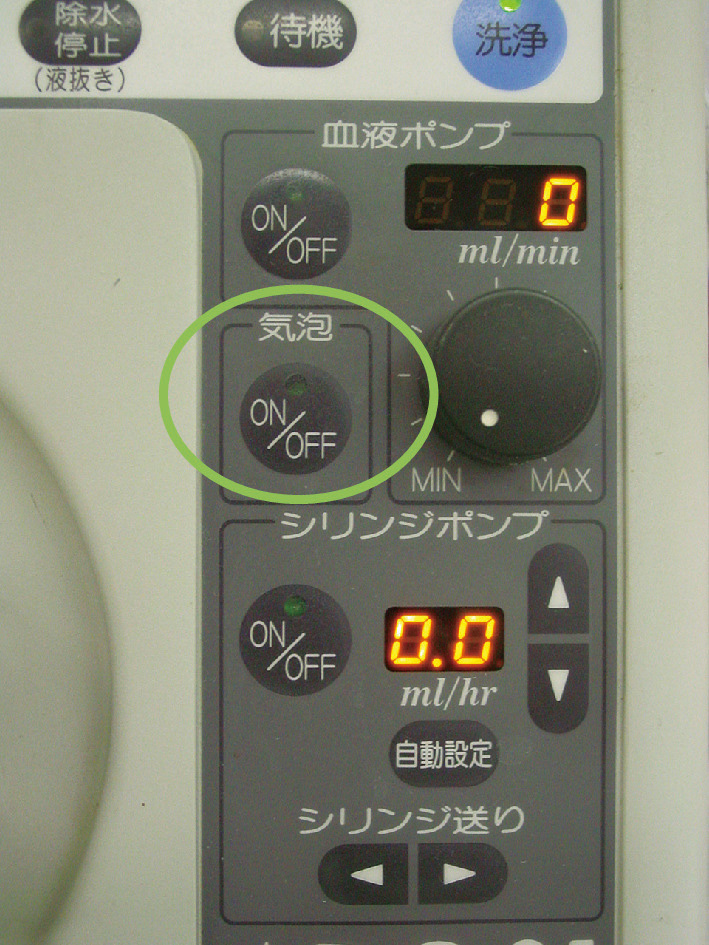 除水
停止
(液抜き)
待機
洗浄
血液ポンプ
ON/OFF
0
ml/min
気泡
ON/OFF
MIN
MAX
シリンジポンプ
ON/OFF
0.0
ml/hr
自動設定
シリンジ送り